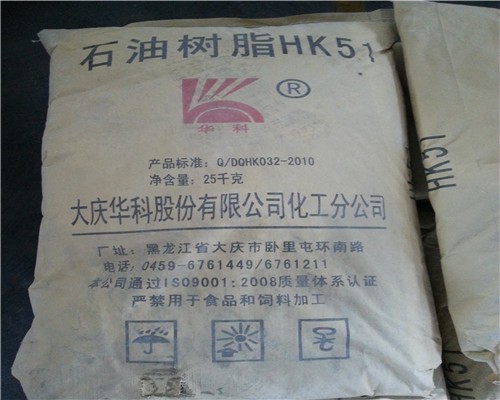 石油树脂HK51
华科
®
产品标准: Q/DQHK032-2010
净含量: 25千克
大庆华科股份有限公司化工分公司
厂址: 黑龙江省大庆市卧里屯环南路
电话: 0459-6761449/6761211
本公司通过ISO9001:2008质量体系认证
严禁用于食品和饲料加工